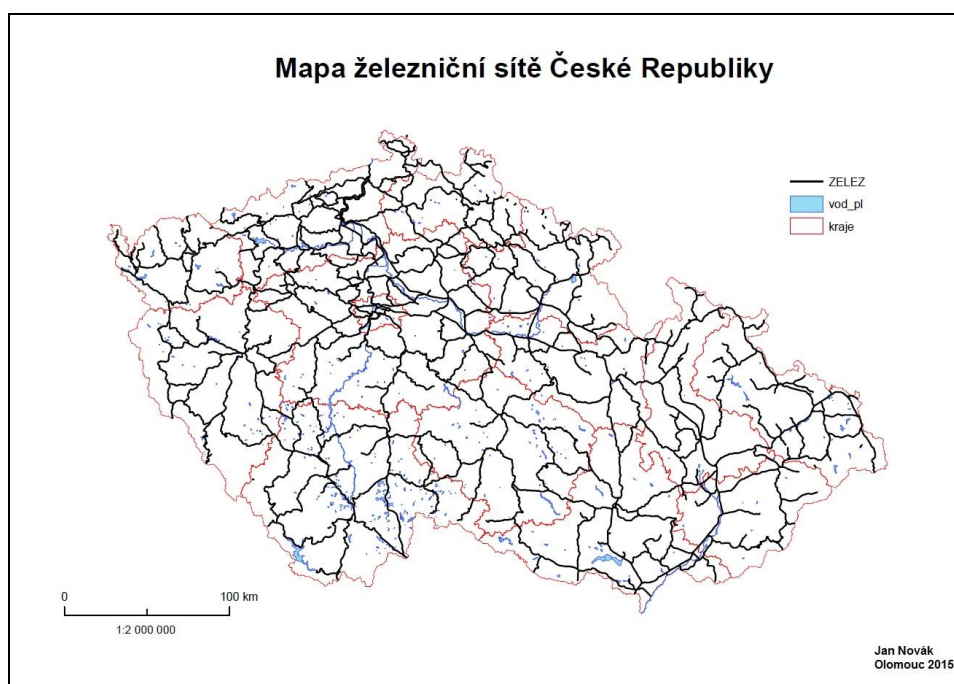 Mapa železniční sítě České Republiky
ZELEZ
vod_pl
kraje
0 100 km
1:2 000 000
Jan Novák
Olomouc 2015